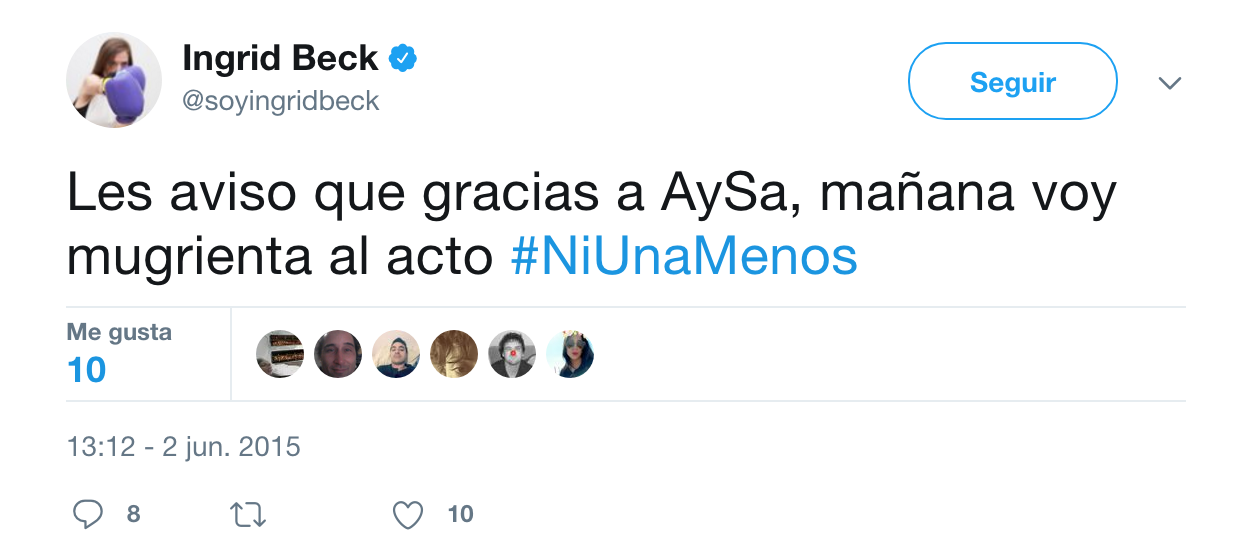 Ingrid Beck
@soyingridbeck
Seguir
Les aviso que gracias a AySa, mañana voy
mugrienta al acto #NiUnaMenos
Me gusta
10
13:12 - 2 jun. 2015
8
10